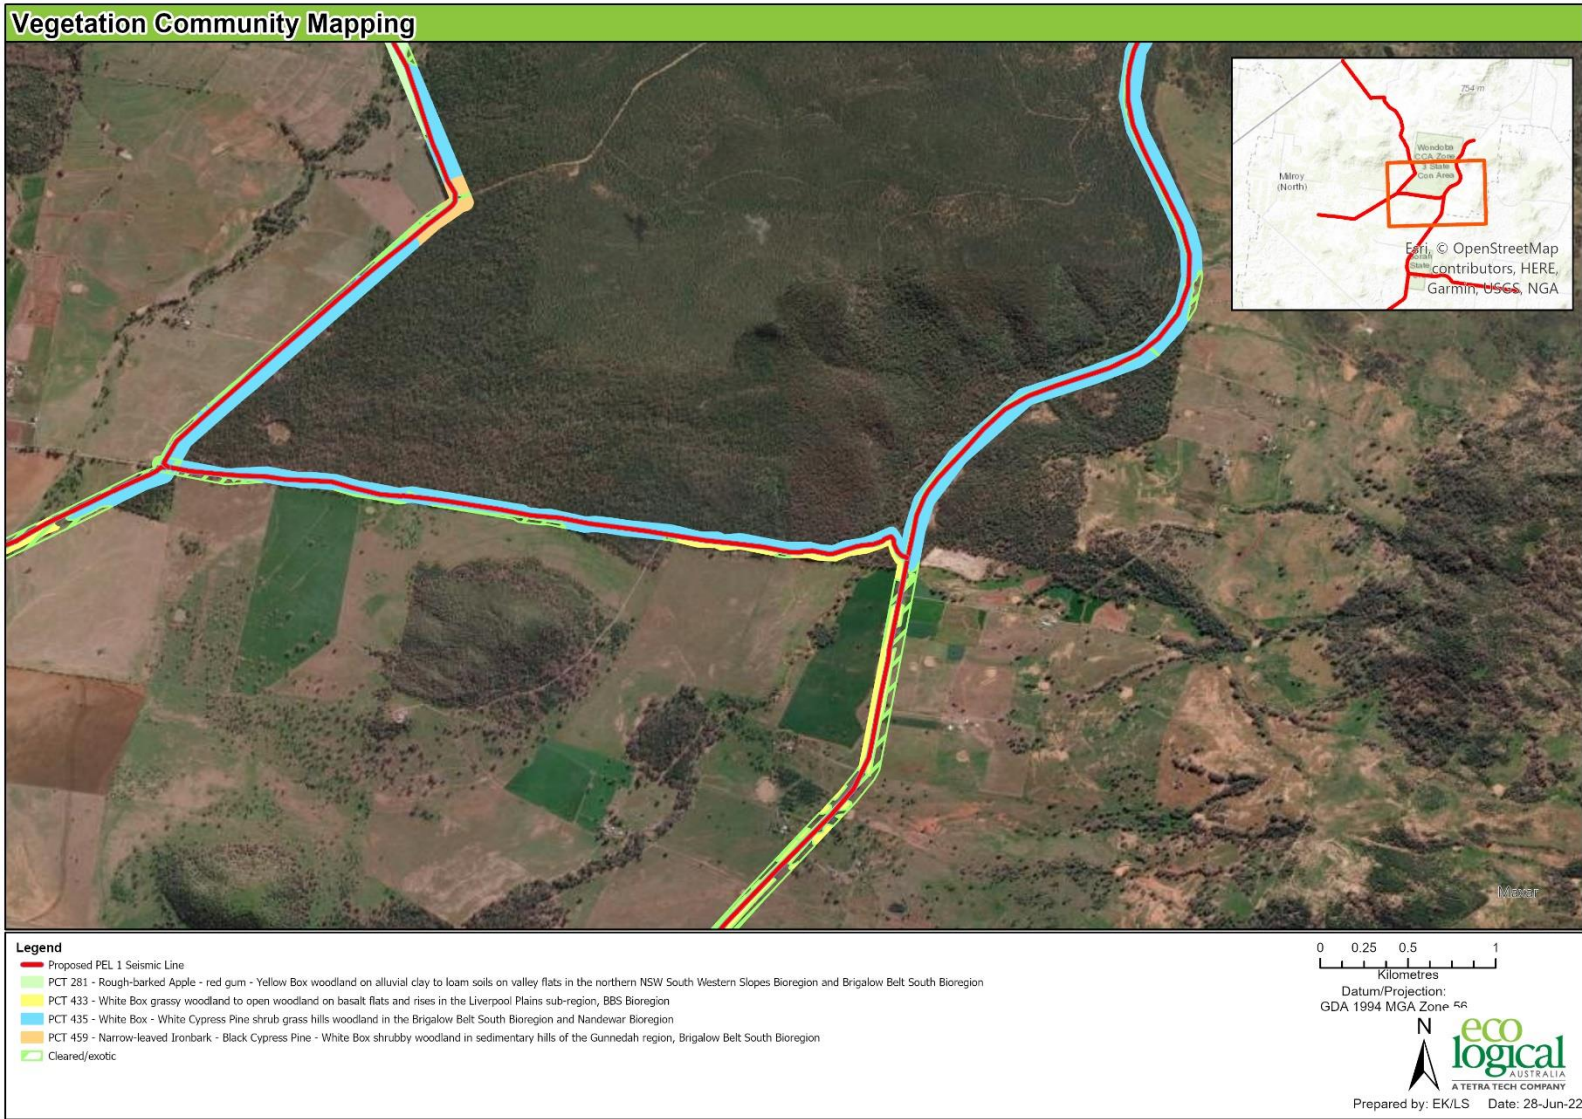 Vegetation Community Mapping
754 m
Wondoba
CCA Zone
3 State
Con Area
Milroy
(North)
State
Esri, © OpenStreetMap
contributors, HERE,
Garmin, USGS, NGA
Maxar
Legend
Proposed PEL 1 Seismic Line
PCT 281 - Rough-barked Apple - red gum - Yellow Box woodland on alluvial clay to loam soils on valley flats in the northern NSW South Western Slopes Bioregion and Brigalow Belt South Bioregion
PCT 433 - White Box grassy woodland to open woodland on basalt flats and rises in the Liverpool Plains sub-region, BBS Bioregion
PCT 435 - White Box - White Cypress Pine shrub grass hills woodland in the Brigalow Belt South Bioregion and Nandewar Bioregion
PCT 459 - Narrow-leaved Ironbark - Black Cypress Pine - White Box shrubby woodland in sedimentary hills of the Gunnedah region, Brigalow Belt South Bioregion
Cleared/exotic
0 0.25 0.5 1
Kilometres
Datum/Projection:
GDA 1994 MGA Zone 56
N
eco
logical
AUSTRALIA
A TETRA TECH COMPANY
Prepared by: EK/LS Date: 28-Jun-22